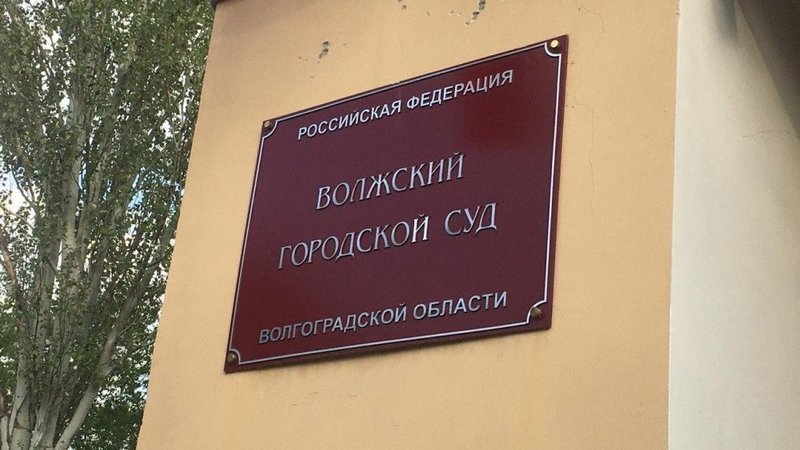 РОССИЙСКАЯ ФЕДЕРАЦИЯ
ВОЛЖСКИЙ
ГОРОДСКОЙ СУД
ВОЛГОГРАДСКОЙ ОБЛАСТИ